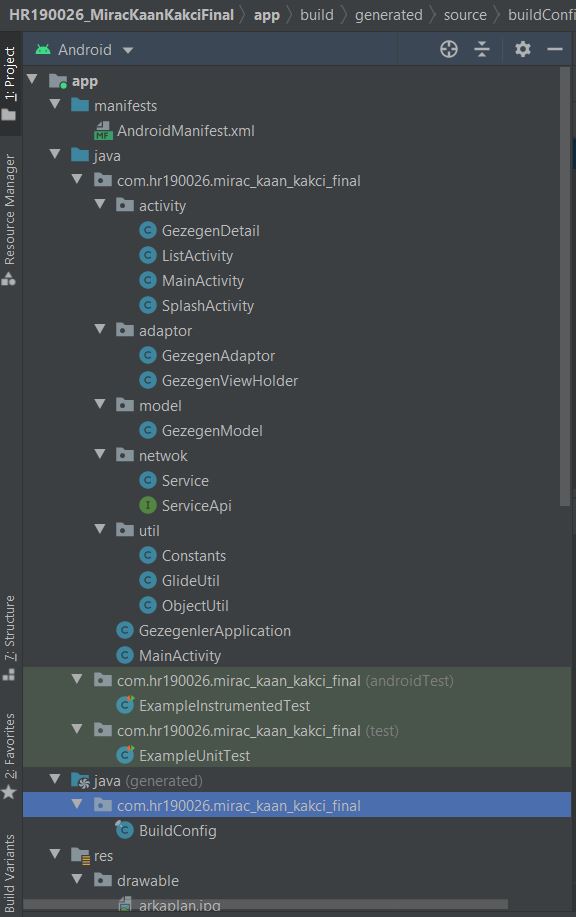 HR190026_MiracKaanKakciFinal app build generated source buildConfi
Android
1: Project
Resource Manager
7: Structure
2: Favorites
Build Variants
app
manifests
MF AndroidManifest.xml
java
com.hr190026.mirac_kaan_kakci_final
activity
C GezegenDetail
C ListActivity
C MainActivity
C SplashActivity
adaptor
C GezegenAdaptor
C GezegenViewHolder
model
C GezegenModel
netwok
C Service
I ServiceApi
util
C Constants
C GlideUtil
C ObjectUtil
C GezegenlerApplication
C MainActivity
com.hr190026.mirac_kaan_kakci_final (androidTest)
C ExampleInstrumentedTest
com.hr190026.mirac_kaan_kakci_final (test)
C ExampleUnitTest
java (generated)
com.hr190026.mirac_kaan_kakci_final
C BuildConfig
res
drawable
arkaplan.jpg